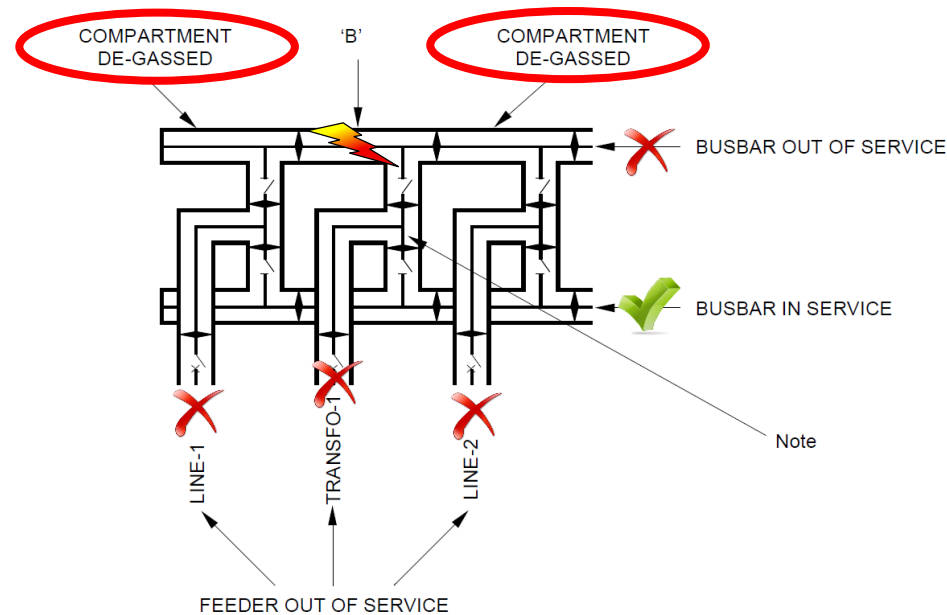 COMPARTMENT
DE-GASSED
‘B’
COMPARTMENT
DE-GASSED
BUSBAR OUT OF SERVICE
BUSBAR IN SERVICE
Note
LINE-1
TRANSFO-1
LINE-2
FEEDER OUT OF SERVICE